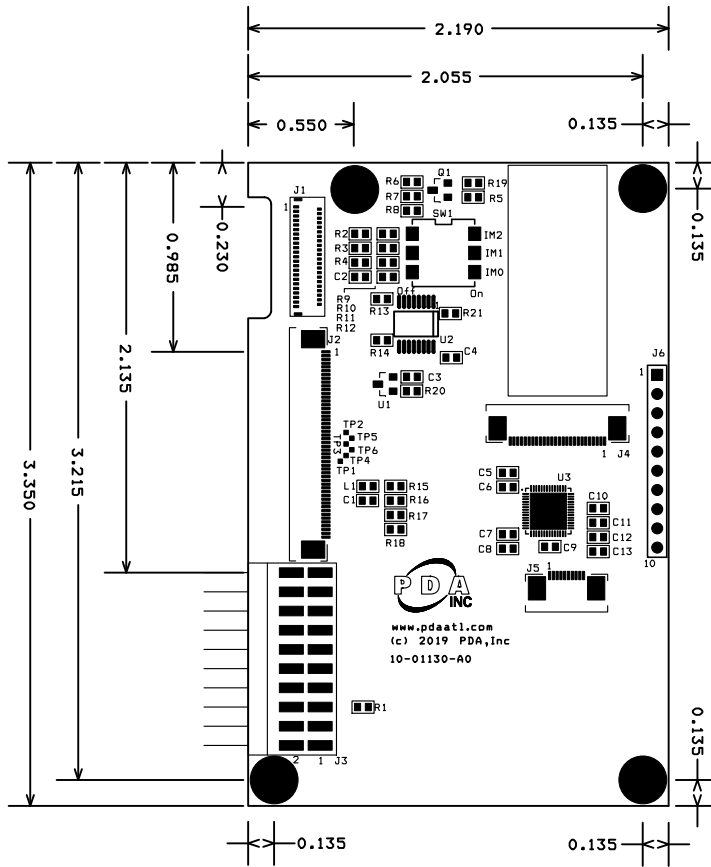 2.190
2.055
0.550
0.135
J1
1
R6
R7
R8
Q1
R19
R5
SW1
0.135
0.230
0.985
R2
R3
R4
C2
IM2
IM1
IM0
Off
On
R9
R10
R11
R12
R13
1
R21
J2
1
R14
U2
C4
J6
1
2.135
C3
R20
U1
3.215
3.350
TP2
TP5
TP3
TP6
TP4
TP1
1
J4
L1
C1
R15
R16
R17
R18
C5
C6
U3
C10
C11
C12
C13
C7
C8
C9
10
J5
1
PDA
INC
www.pdaatl.com
(c) 2019 PDA,Inc
10-01130-A0
R1
2
1
J3
0.135
0.135
0.135